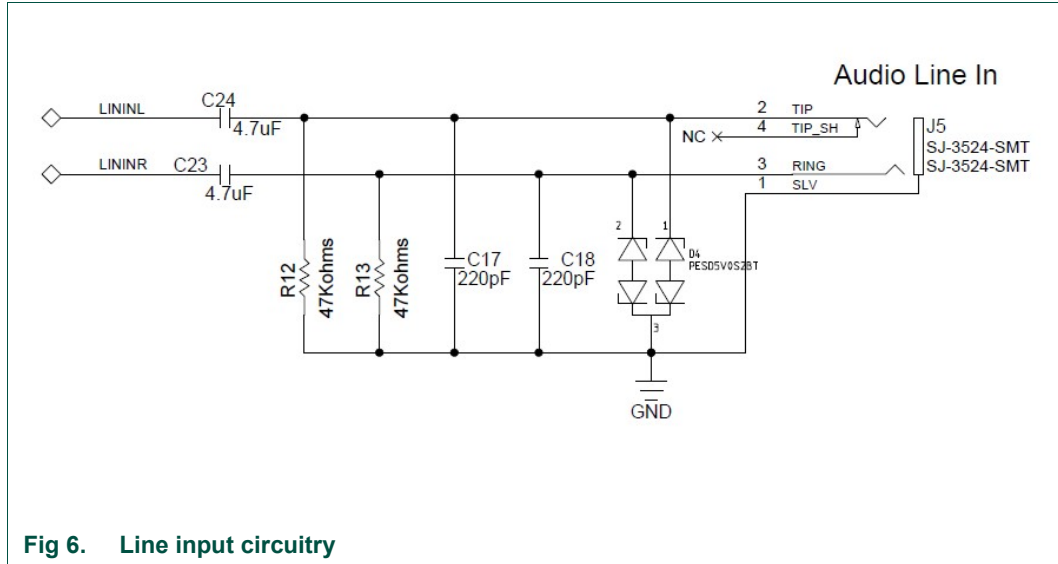 Audio Line In
LININL
C24
4.7uF
2 TIP
NC
4 TIP_SH
J5
SJ-3524-SMT
SJ-3524-SMT
LININR
C23
4.7uF
3 RING
1 SLV
R12
47Kohms
R13
47Kohms
C17
220pF
C18
220pF
2
1
D4
PESD5V0S2BT
3
GND
Fig 6. Line input circuitry